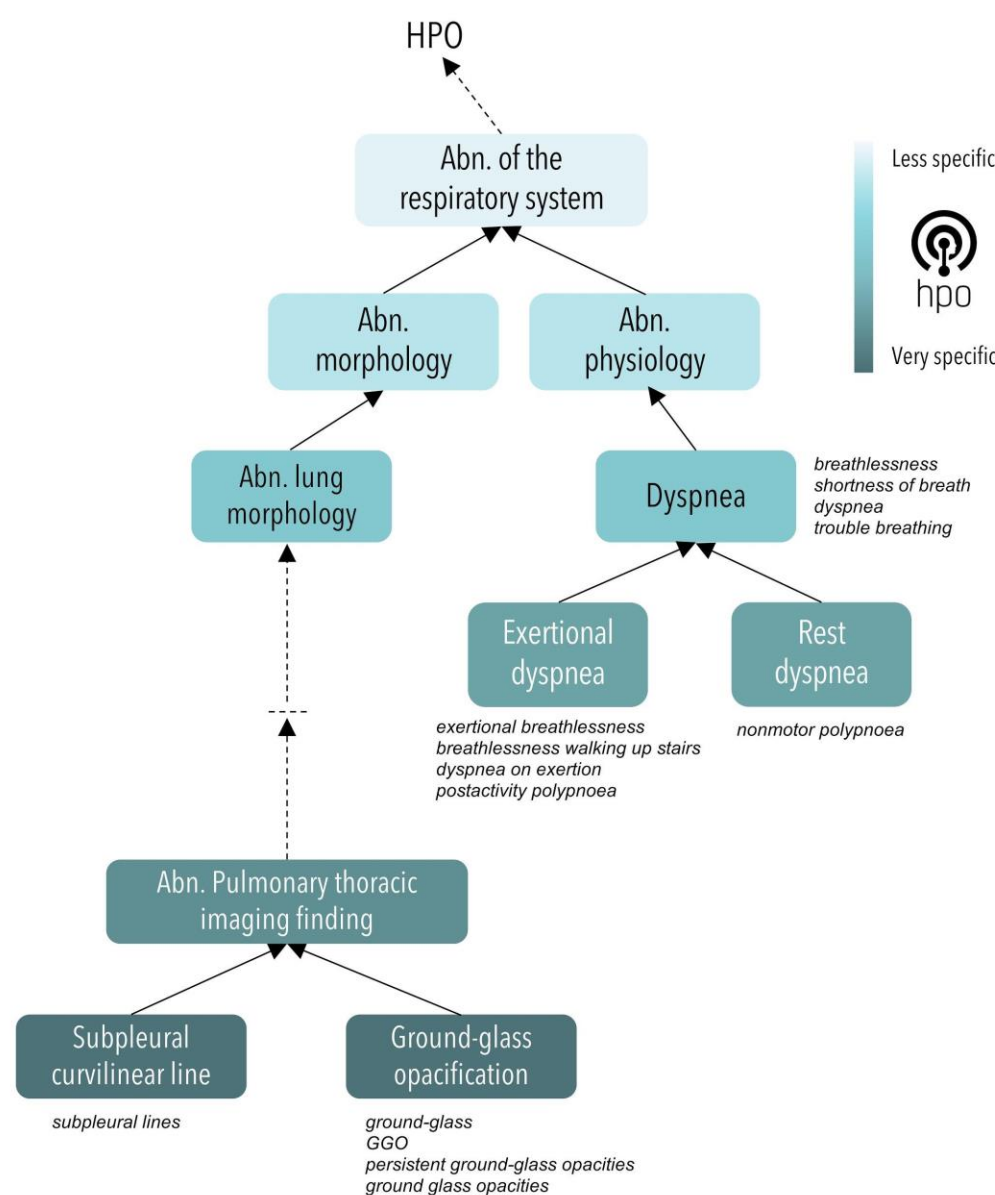 HPO
Abn. of the
respiratory system
Less specific
hpo
Very specific
Abn.
morphology
Abn.
physiology
Abn. lung
morphology
Dyspnea
breathlessness
shortness of breath
dyspnea
trouble breathing
Exertional
dyspnea
exertional breathlessness
breathlessness walking up stairs
dyspnea on exertion
postactivity polypnoea
Rest
dyspnea
nonmotor polypnoea
Abn. Pulmonary thoracic
imaging finding
Subpleural
curvilinear line
subpleural lines
Ground-glass
opacification
ground-glass
GGO
persistent ground-glass opacities
ground glass opacities